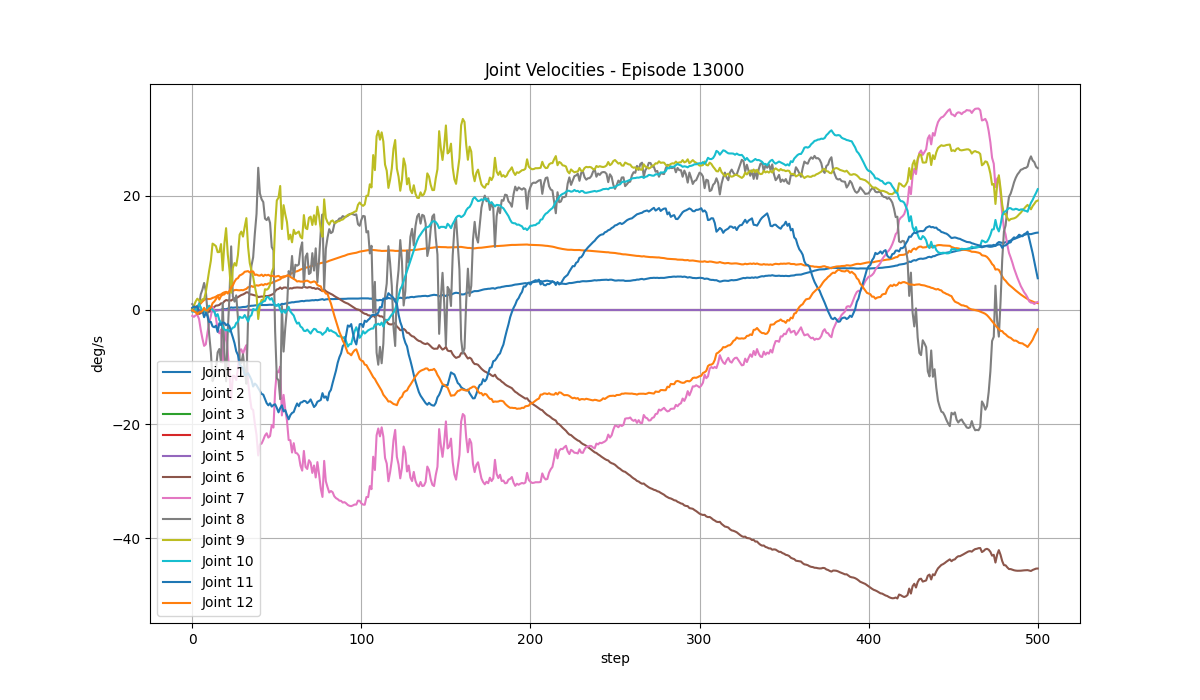 Joint Velocities - Episode 13000
deg/s
20
0
−20
−40
Joint 1
Joint 2
Joint 3
Joint 4
Joint 5
Joint 6
Joint 7
Joint 8
Joint 9
Joint 10
Joint 11
Joint 12
0 100 200 300 400 500
step